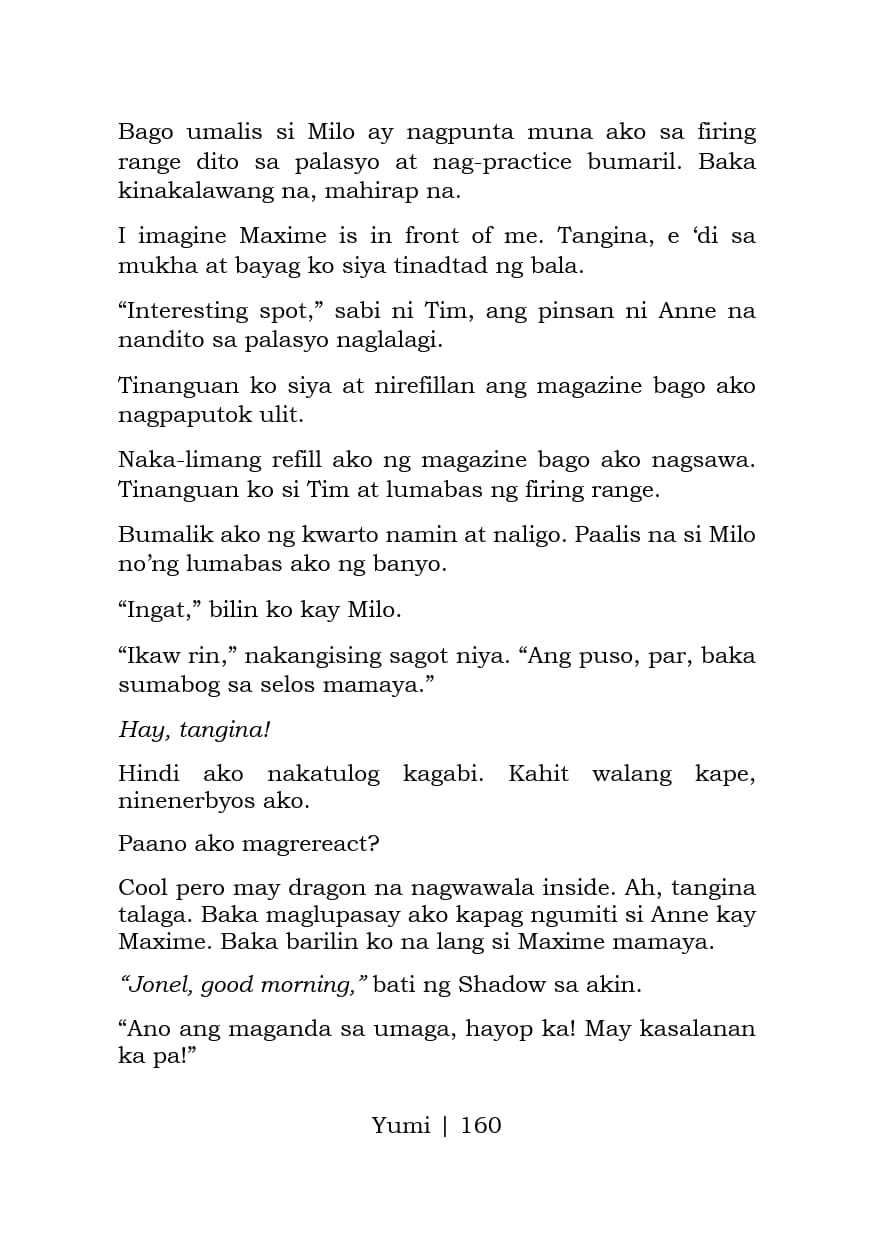 Bago umalis si Milo ay nagpunta muna ako sa firing
range dito sa palasyo at nag-practice bumaril. Baka
kinakalawang na, mahirap na.
I imagine Maxime is in front of me. Tangina, e ‘di sa
mukha at bayag ko siya tinadtad ng bala.
“Interesting spot,” sabi ni Tim, ang pinsan ni Anne na
nandito sa palasyo naglalagi.
Tinanguan ko siya at nirefillan ang magazine bago ako
nagpaputok ulit.
Naka-limang refill ako ng magazine bago ako nagsawa.
Tinanguan ko si Tim at lumabas ng firing range.
Bumalik ako ng kwarto namin at naligo. Paalis na si Milo
no’ng lumabas ako ng banyo.
“Ingat,” bilin ko kay Milo.
“Ikaw rin,” nakangising sagot niya. “Ang puso, par, baka
sumabog sa selos mamaya.”
Hay, tangina!
Hindi ako nakatulog kagabi. Kahit walang kape,
ninenerbyos ako.
Paano ako magrereact?
Cool pero may dragon na nagwawala inside. Ah, tangina
talaga. Baka maglupasay ako kapag ngumiti si Anne kay
Maxime. Baka barilin ko na lang si Maxime mamaya.
“Jonel, good morning,” bati ng Shadow sa akin.
“Ano ang maganda sa umaga, hayop ka! May kasalanan
ka pa!”
Yumi | 160